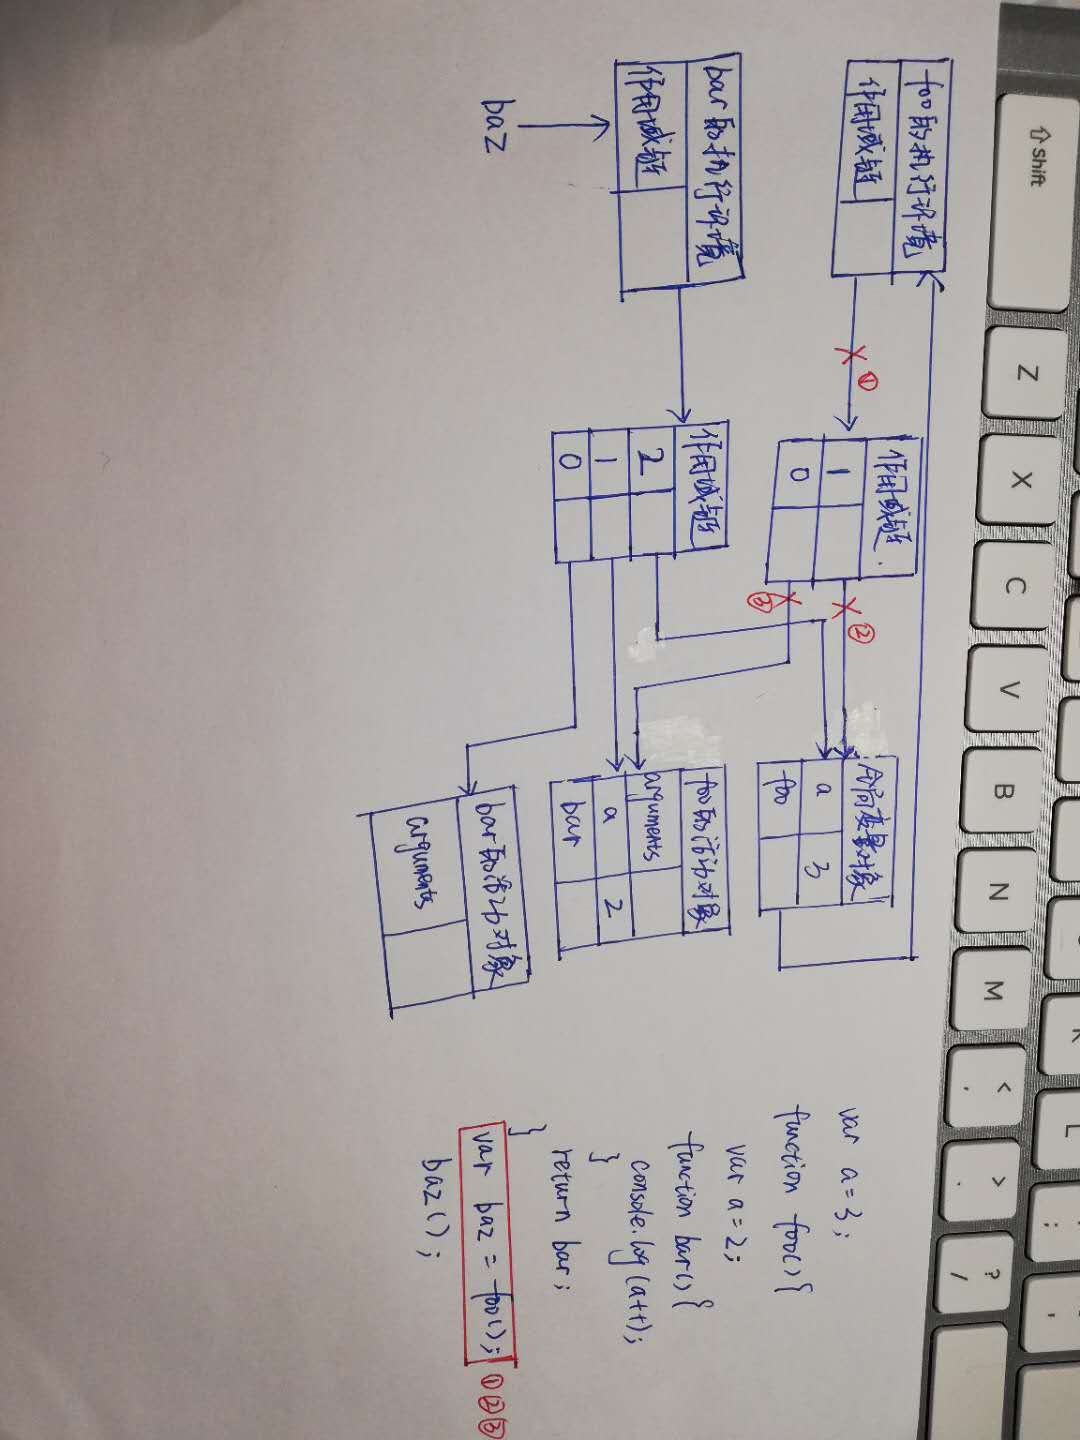 ⇧ Shift
Z
X
C
V
B
N
M
<
,
>
.
?
/
K
L
:
;
foo的执行环境
作用域链
①
作用域链
1
0
②
③
全局变量对象
a 3
foo
bar的执行环境
作用域链
baz
作用域链
2
1
0
foo的活动对象
arguments
a 2
bar
bar的活动对象
arguments
var a=3;
function foo(){
var a=2;
function bar(){
console.log(a++);
}
return bar;
}
var baz = foo(); ①②③
baz();